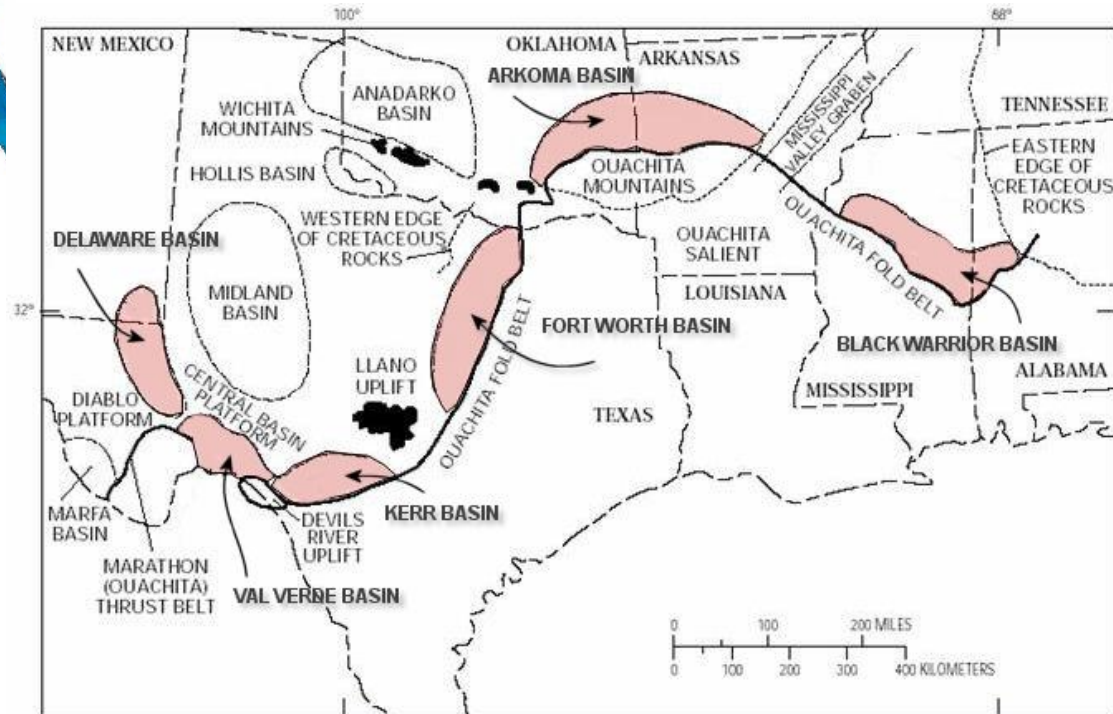 100°
88°
NEW MEXICO
OKLAHOMA
ARKANSAS
ARKOMA BASIN
ANADARKO
BASIN
WICHITA
MOUNTAINS
MISSISSIPPI
VALLEY GRABEN
TENNESSEE
EASTERN
EDGE OF
CRETACEOUS
ROCKS
HOLLIS BASIN
OUACHITA
MOUNTAINS
WESTERN EDGE
OF CRETACEOUS
ROCKS
OUACHITA FOLD BELT
DELAWARE BASIN
OUACHITA
SALIENT
LOUISIANA
MIDLAND
BASIN
32°
FORT WORTH BASIN
BLACK WARRIOR BASIN
LLANO
UPLIFT
OUACHITA FOLD BELT
ALABAMA
MISSISSIPPI
TEXAS
DIABLO
PLATFORM
CENTRAL BASIN
PLATFORM
MARFA
BASIN
DEVILS
RIVER
UPLIFT
KERR BASIN
MARATHON
(OUACHITA)
THRUST BELT
VAL VERDE BASIN
0 100 200 MILES
0 100 200 300 400 KILOMETERS